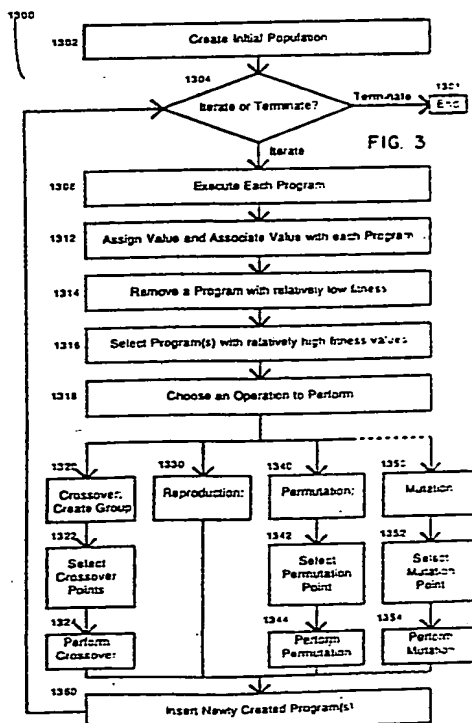 1300
1302
Create Initial Population
1304
Iterate or Terminate?
Terminate
1301
End
FIG. 3
Iterate
1308
Execute Each Program
1312
Assign Value and Associate Value with each Program
1314
Remove a Program with relatively low fitness
1316
Select Program(s) with relatively high fitness values
1318
Choose an Operation to Perform
1320
Crossover:
Create Group
1330
Reproduction:
1340
Permutation:
1350
Mutation
1322
Select
Crossover
Points
1342
Select
Permutation
Point
1352
Select
Mutation
Point
1324
Perform
Crossover
1344
Perform
Permutation
1354
Perform
Mutation
1360
Insert Newly Created Program(s)